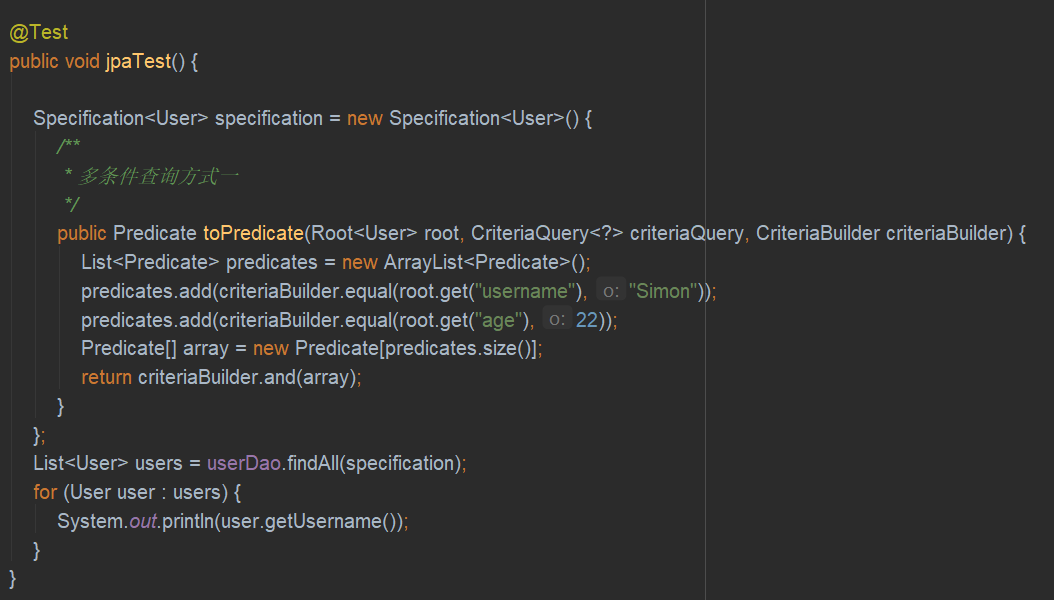 @Test
public void jpaTest() {
Specification<User> specification = new Specification<User>() {
/**
* 多条件查询方式一
*/
public Predicate toPredicate(Root<User> root, CriteriaQuery<?> criteriaQuery, CriteriaBuilder criteriaBuilder) {
List<Predicate> predicates = new ArrayList<Predicate>();
predicates.add(criteriaBuilder.equal(root.get("username"), o: "Simon"));
predicates.add(criteriaBuilder.equal(root.get("age"), o: 22));
Predicate[] array = new Predicate[predicates.size()];
return criteriaBuilder.and(array);
}
};
List<User> users = userDao.findAll(specification);
for (User user : users) {
System.out.println(user.getUsername());
}
}